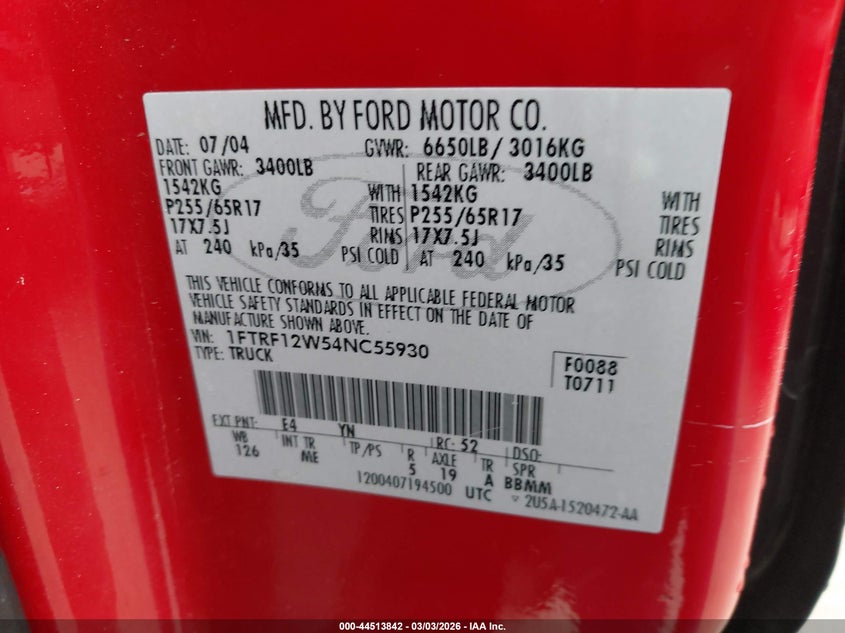 MFD. BY FORD MOTOR CO.
DATE: 07/04 GVWR: 6650LB/ 3016KG
FRONT GAWR: 3400LB REAR GAWR: 3400LB
1542KG WITH 1542KG WITH
P255/65R17 TIRES P255/65R17 TIRES
17X7.5J RIMS 17X7.5J RIMS
AT 240 kPa/35 PSI COLD AT 240 kPa/35 PSI COLD
Ford
THIS VEHICLE CONFORMS TO ALL APPLICABLE FEDERAL MOTOR
VEHICLE SAFETY STANDARDS IN EFFECT ON THE DATE OF
MANUFACTURE SHOWN ABOVE.
VIN: 1FTRF12W54NC55930
TYPE: TRUCK
F0088
T0711
EXT PNT: E4 YN RC: 52 DSO:
WB INT TR TP/PS R AXLE TR SPR
126 ME 5 19 A BBMM
1200407194500 UTC 2U5A-1520472-AA
000-44513842 - 03/03/2026 - IAA Inc.